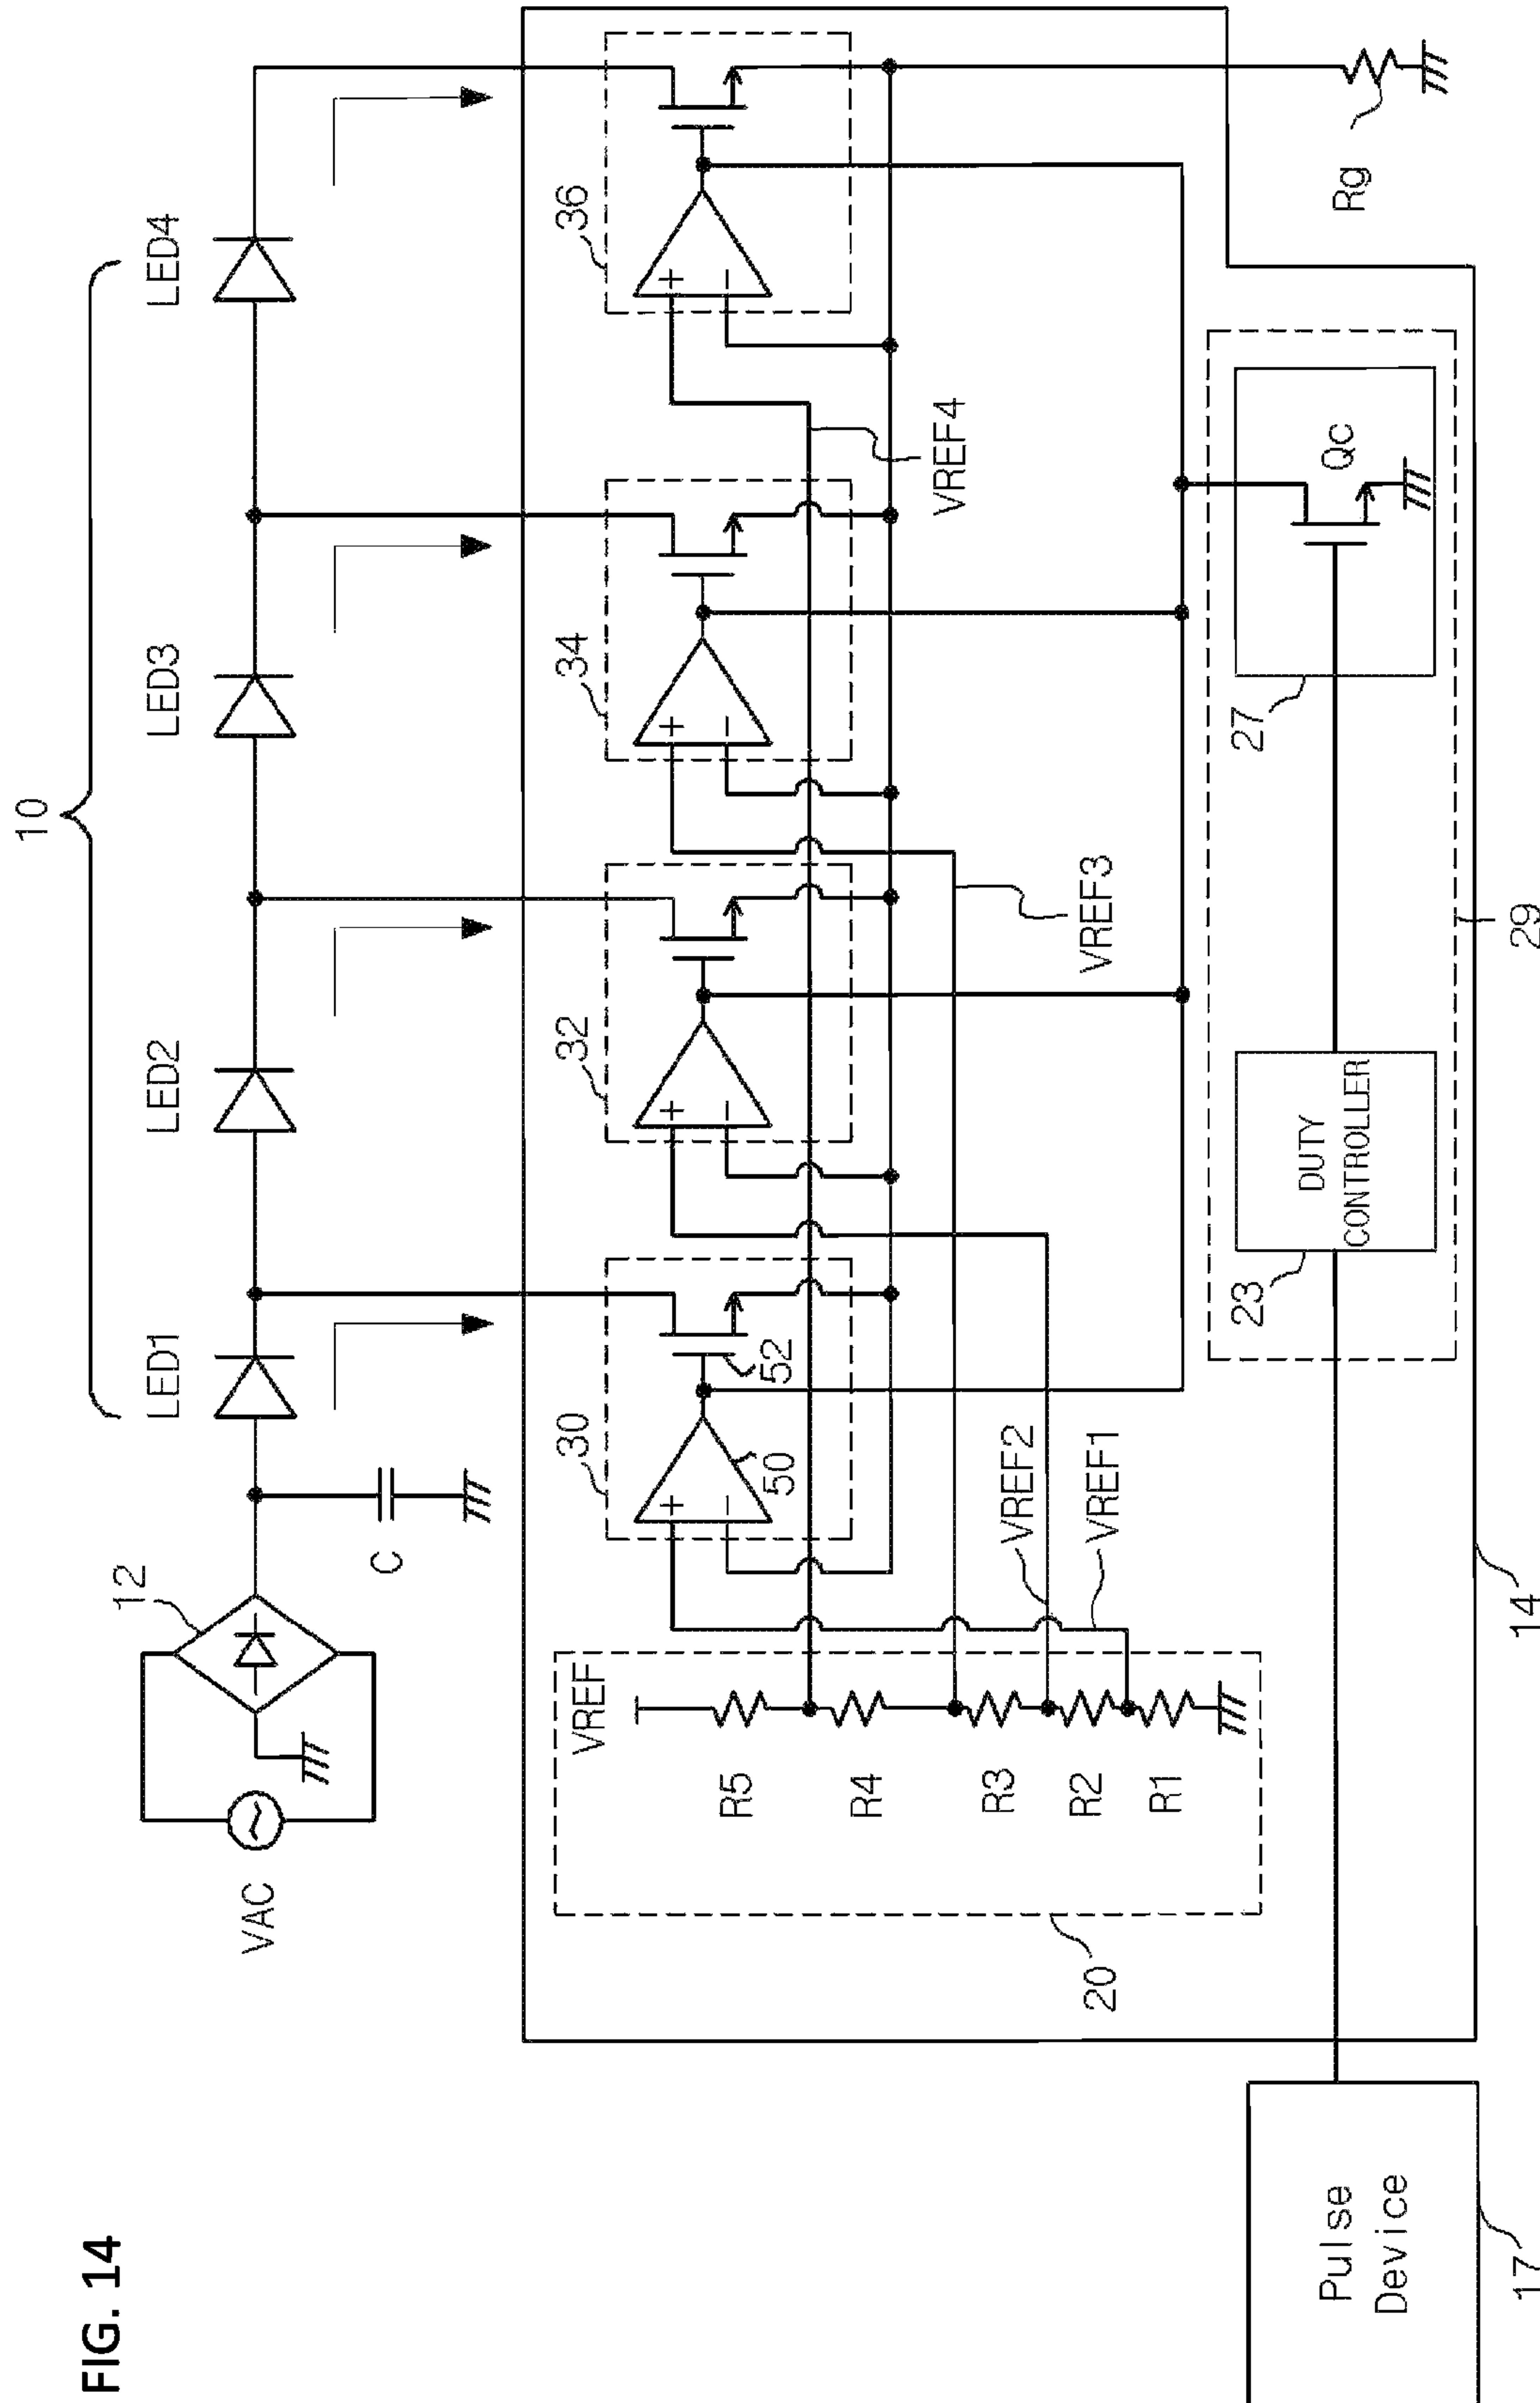 FIG. 14
10
LED1
LED2
LED3
LED4
12
VAC
C
30
32
34
36
+
−
+
−
+
−
+
−
50
52
VREF
R5
R4
R3
R2
R1
20
VREF4
VREF3
VREF2
VREF1
Rg
Pulse
Device
17
DUTY
CONTROLLER
23
Qc
27
29
14